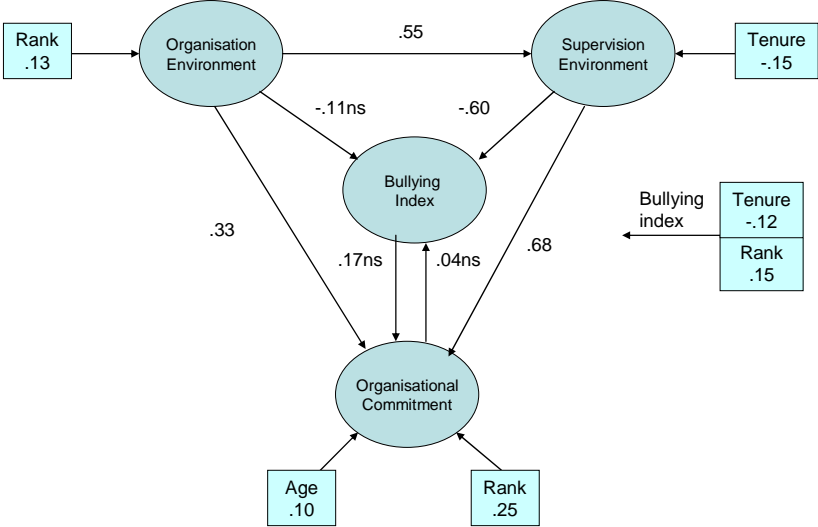 Rank
.13
Organisation
Environment
.55
Supervision
Environment
Tenure
-.15
-.11ns
-.60
Bullying
Index
Bullying
index
Tenure
-.12
Rank
.15
.33
.17ns
.04ns
.68
Organisational
Commitment
Age
.10
Rank
.25